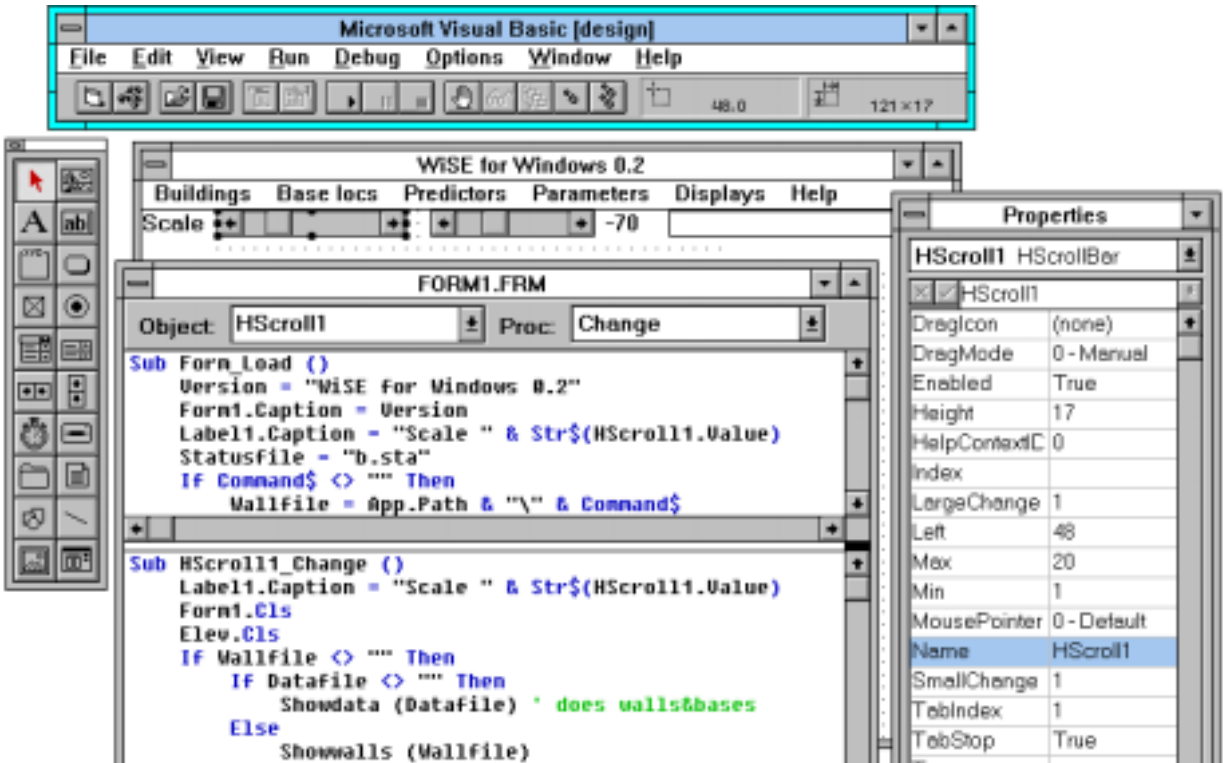 Microsoft Visual Basic [design]
File Edit View Run Debug Options Window Help
48,0 121×17
WiSE for Windows 0.2
Buildings Base locs Predictors Parameters Displays Help
Scale -70
FORM1.FRM
Object: HScroll1 Proc: Change
Sub Form_Load ()
Version = "WiSE for Windows 0.2"
Form1.Caption = Version
Label1.Caption = "Scale " & Str$(HScroll1.Value)
Statusfile = "b.sta"
If Command$ <> "" Then
Wallfile = App.Path & "\" & Command$
Sub HScroll1_Change ()
Label1.Caption = "Scale " & Str$(HScroll1.Value)
Form1.Cls
Elev.Cls
If Wallfile <> "" Then
If Datafile <> "" Then
Showdata (Datafile) ' does walls&bases
Else
Showwalls (Wallfile)
Properties
HScroll1 HScrollBar
HScroll1
DragIcon (none)
DragMode 0 - Manual
Enabled True
Height 17
HelpContextID 0
Index
LargeChange 1
Left 48
Max 20
Min 1
MousePointer 0 - Default
Name HScroll1
SmallChange 1
TabIndex 1
TabStop True